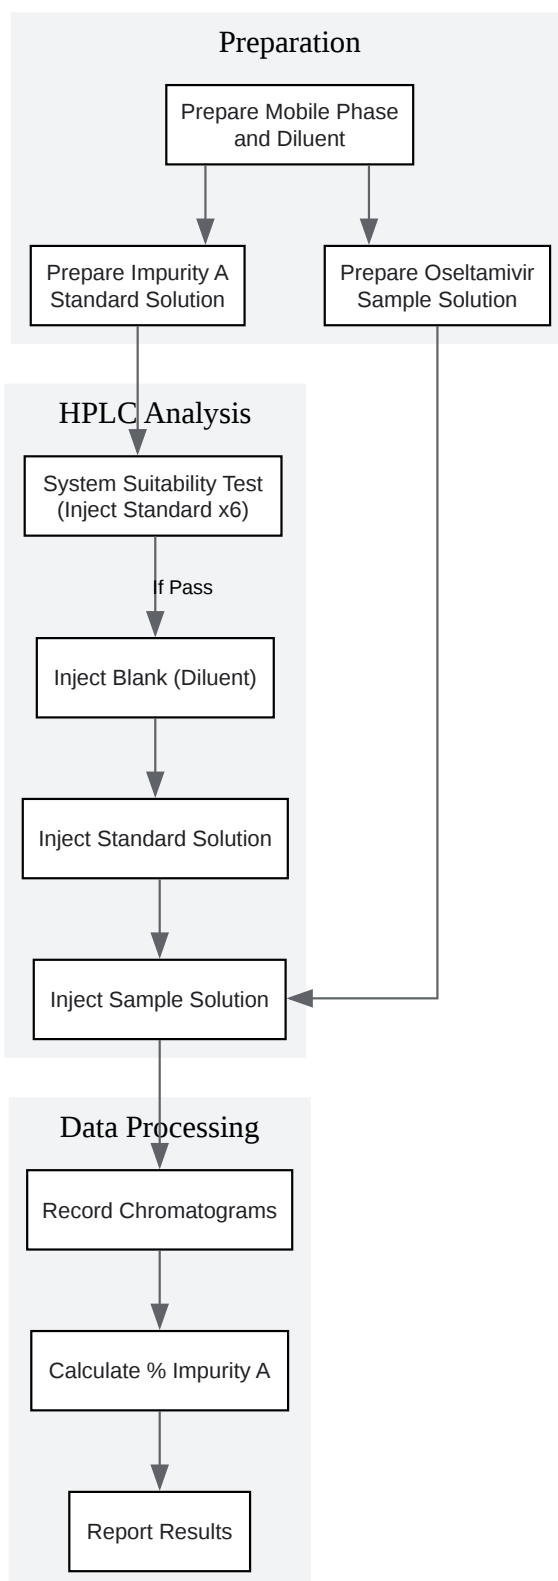 Preparation
Prepare Mobile Phase
and Diluent
Prepare Impurity A
Standard Solution
Prepare Oseltamivir
Sample Solution
HPLC Analysis
System Suitability Test
(Inject Standard x6)
If Pass
Inject Blank (Diluent)
Inject Standard Solution
Inject Sample Solution
Data Processing
Record Chromatograms
Calculate % Impurity A
Report Results